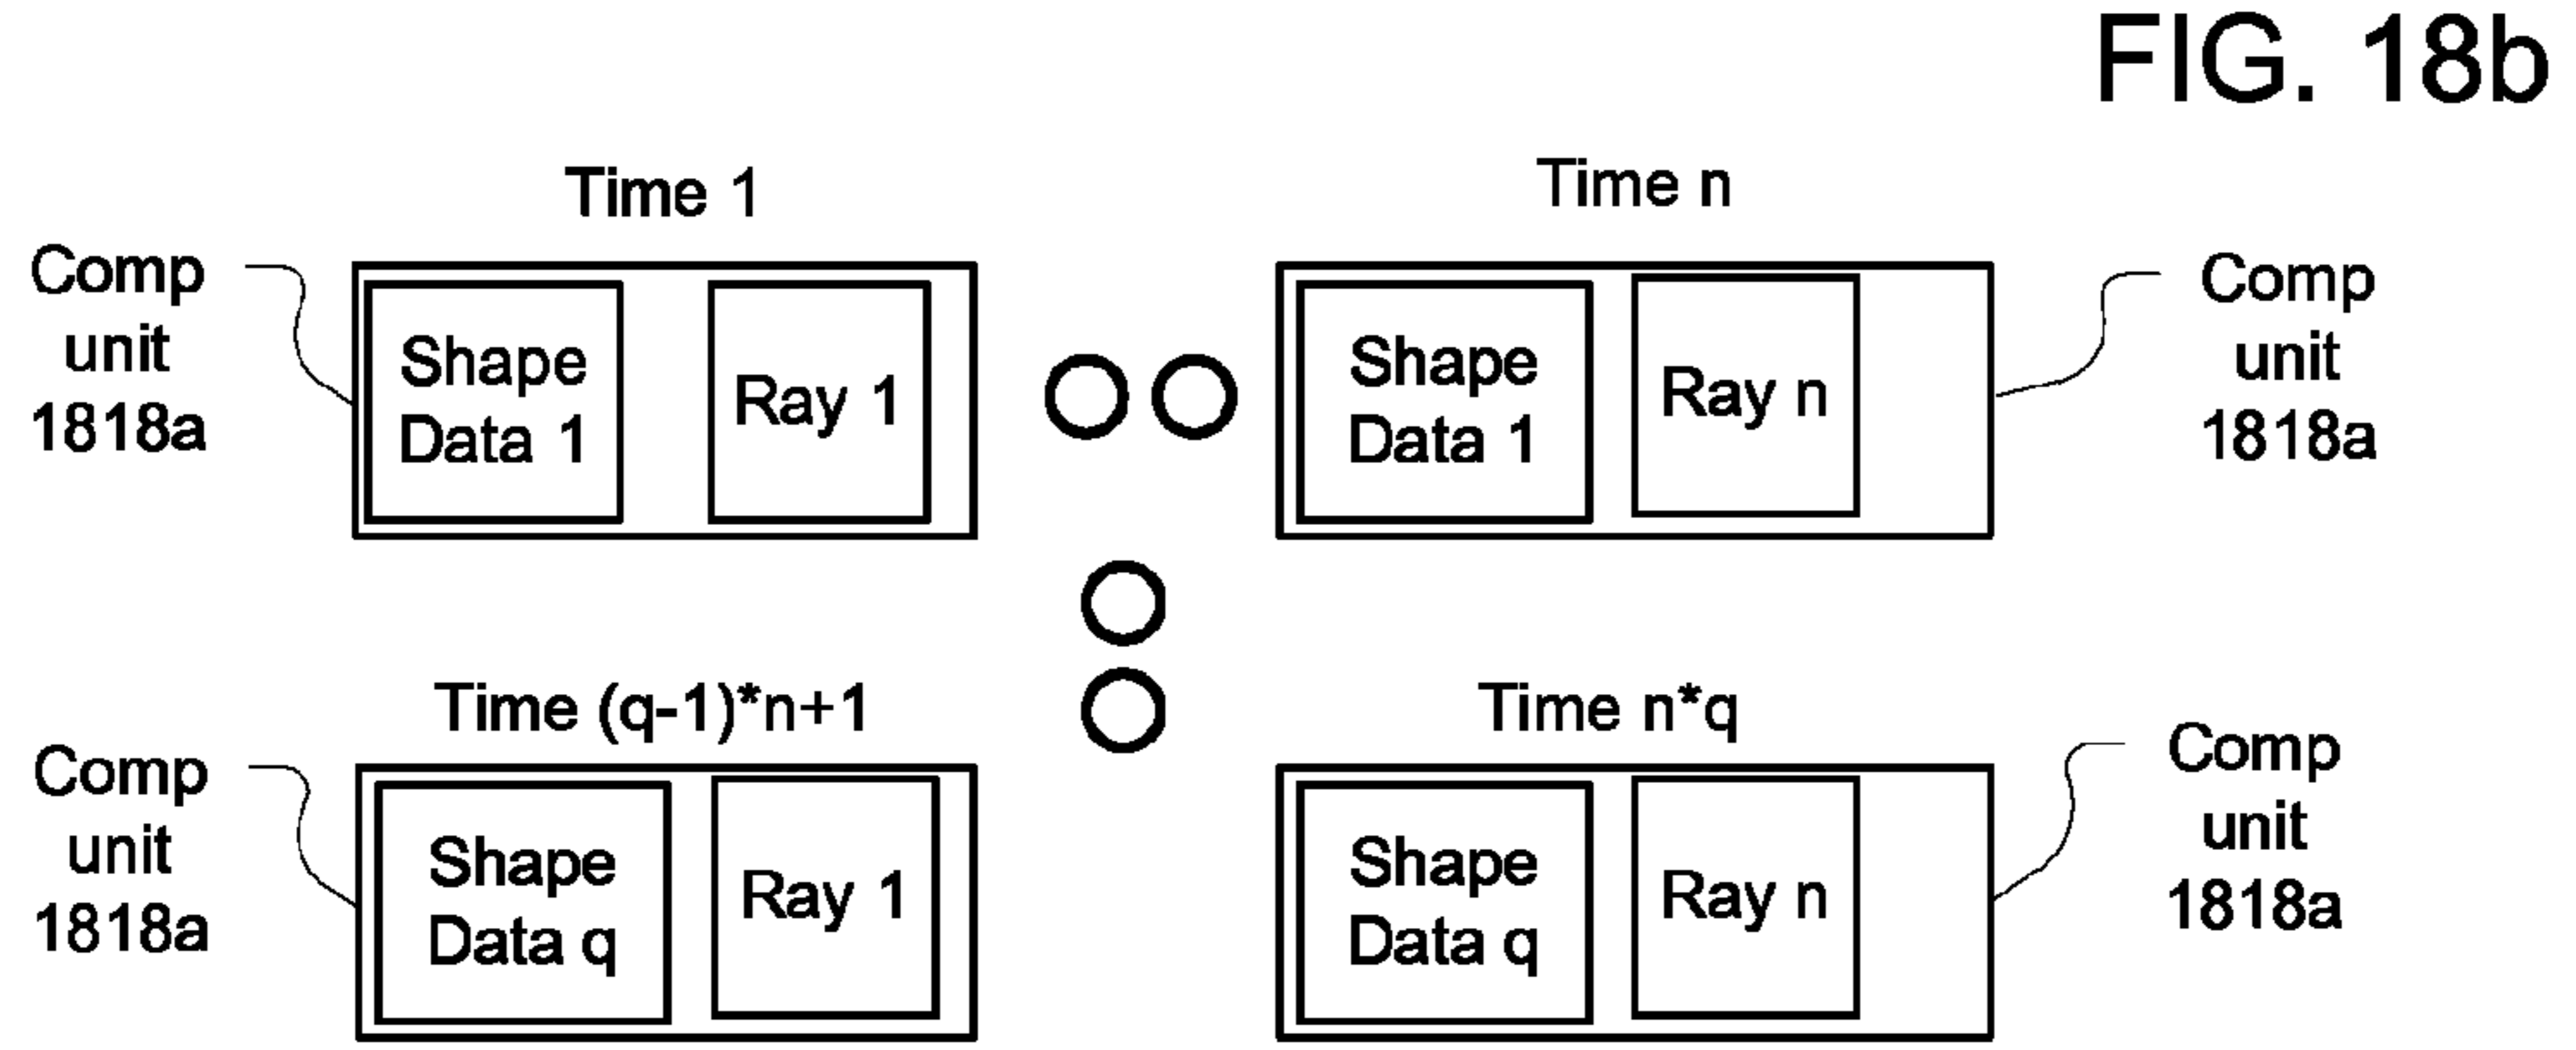 FIG. 18b
Time 1
Time n
Comp
unit
1818a
Shape
Data 1
Ray 1
Shape
Data 1
Ray n
Comp
unit
1818a
Time (q-1)*n+1
Time n*q
Comp
unit
1818a
Shape
Data q
Ray 1
Shape
Data q
Ray n
Comp
unit
1818a